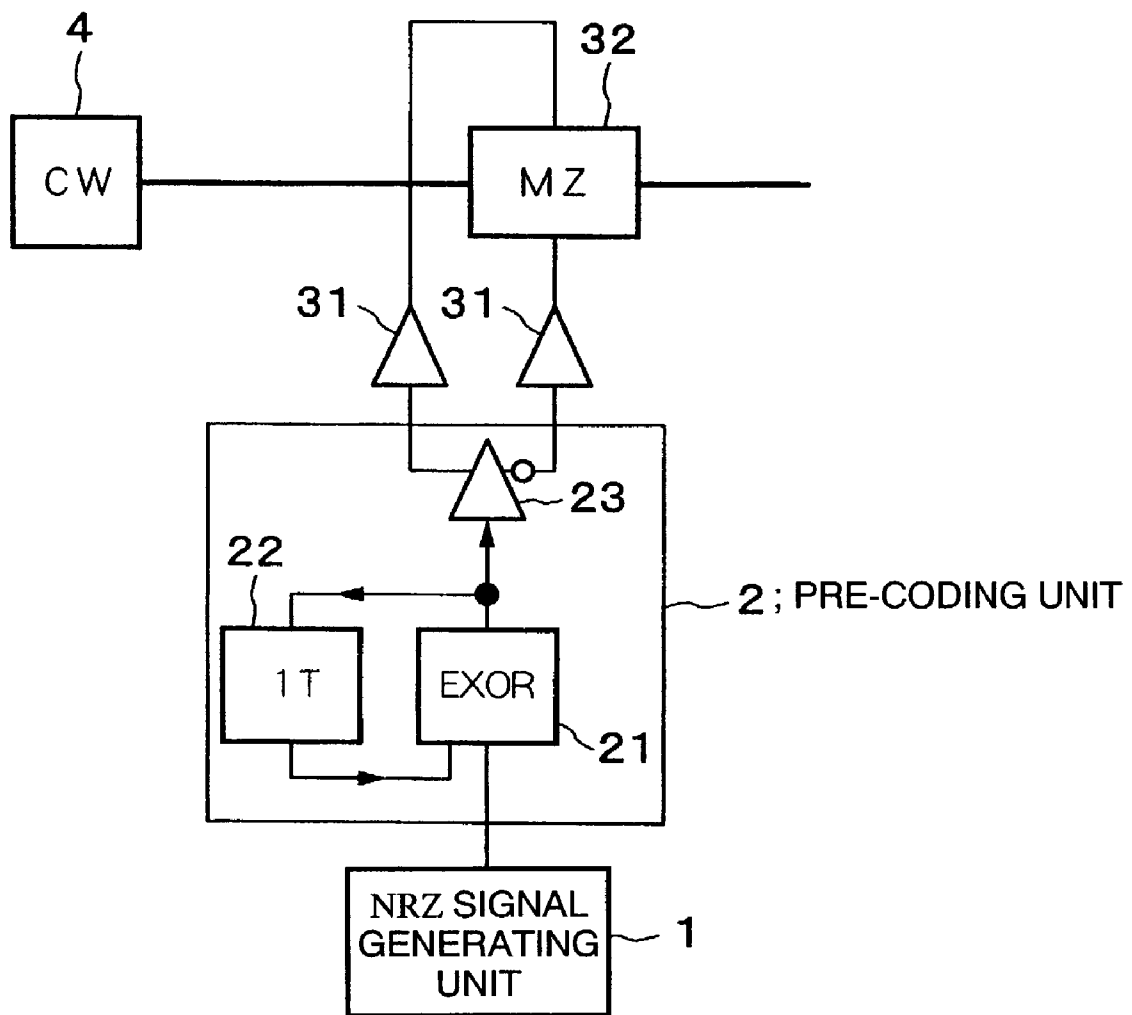 4
32
CW
MZ
31
31
23
22
2 ; PRE-CODING UNIT
1T
EXOR
21
NRZ SIGNAL
GENERATING
UNIT
1